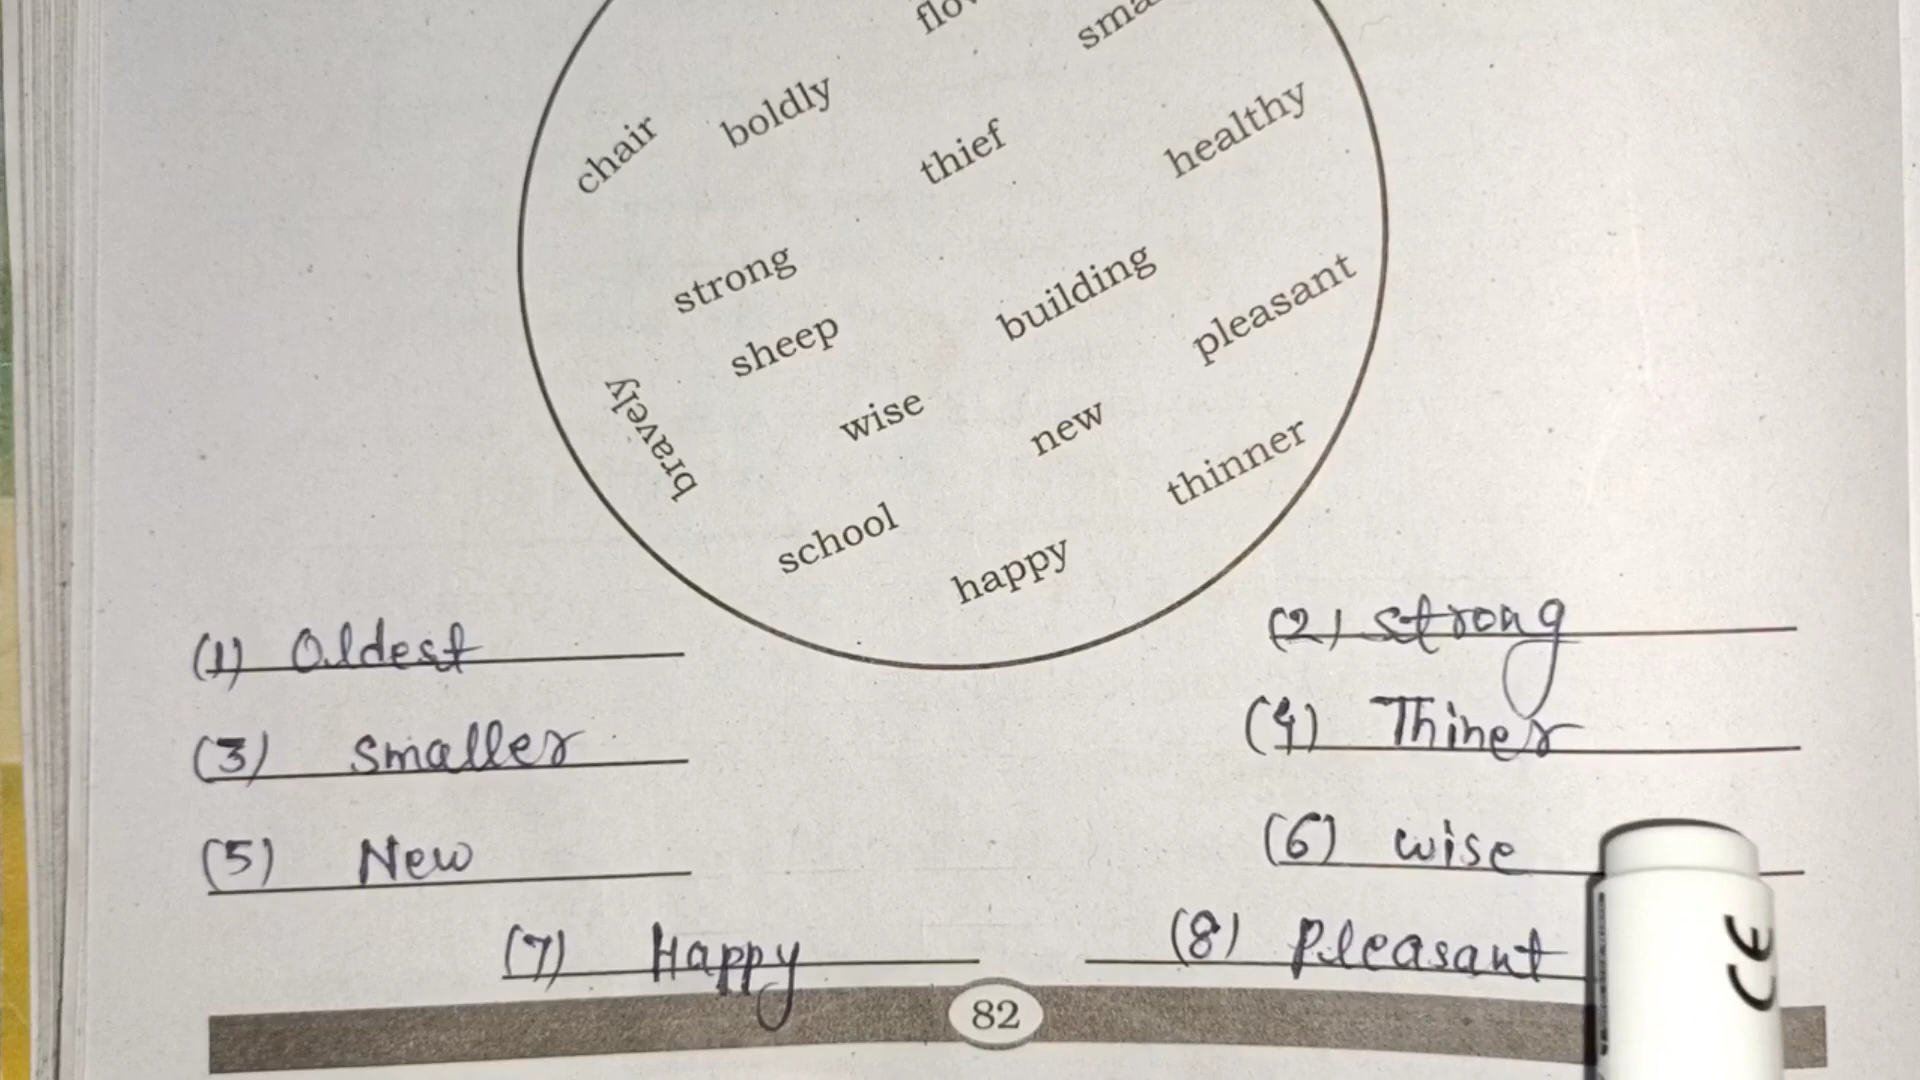 chair
boldly
thief
healthy
strong
sheep
building
pleasant
bravely
wise
new
thinner
school
happy
(1) Oldest
(2) strong
(3) smaller
(4) Thiner
(5) New
(6) wise
(7) Happy
(8) Pleasant
82
CE